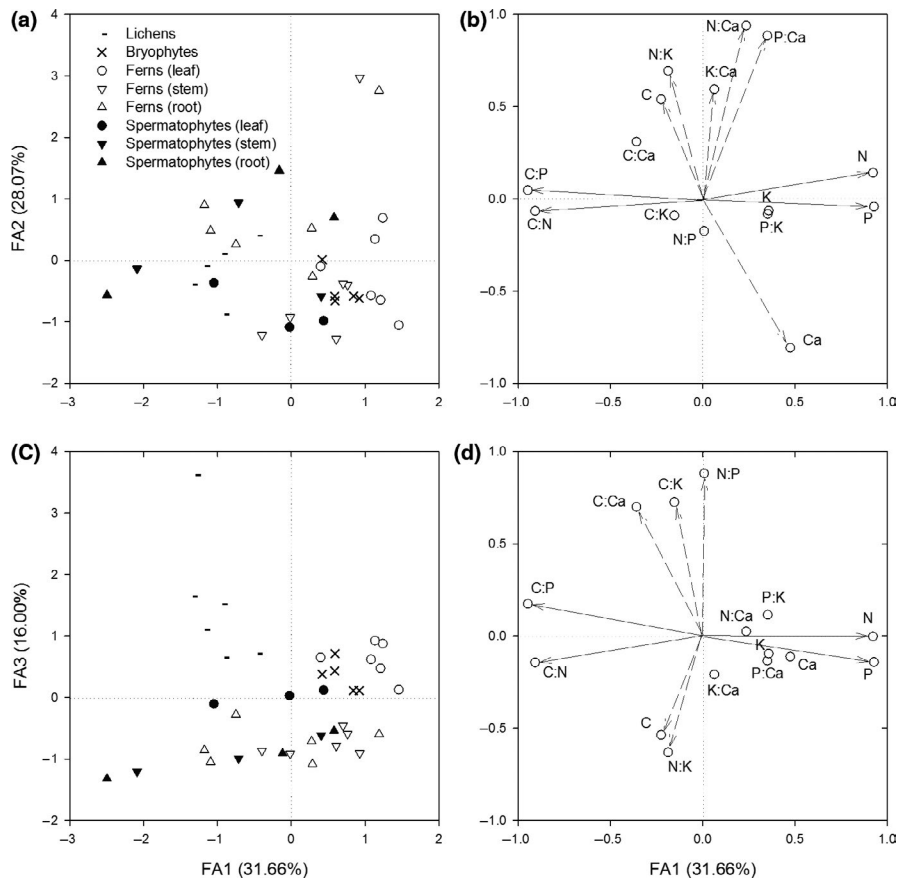 (a)
Lichens
Bryophytes
Ferns (leaf)
Ferns (stem)
Ferns (root)
Spermatophytes (leaf)
Spermatophytes (stem)
Spermatophytes (root)
FA2 (28.07%)
4
3
2
1
0
–1
–2
–3
–2
–1
0
1
2
(b)
1.0
0.5
0.0
-0.5
-1.0
N:Ca
P:Ca
N:K
K:Ca
C
C:Ca
C:P
N
C:N
C:K
K
P:K
P
N:P
Ca
-1.0
-0.5
0.0
0.5
1.0
(C)
FA3 (16.00%)
4
3
2
1
0
–1
–2
–3
–2
–1
0
1
2
FA1 (31.66%)
(d)
1.0
0.5
0.0
-0.5
-1.0
N:P
C:K
C:Ca
C:P
P:K
N
N:Ca
K
C:N
P:Ca
Ca
P
K:Ca
C
N:K
-1.0
-0.5
0.0
0.5
1.0
FA1 (31.66%)